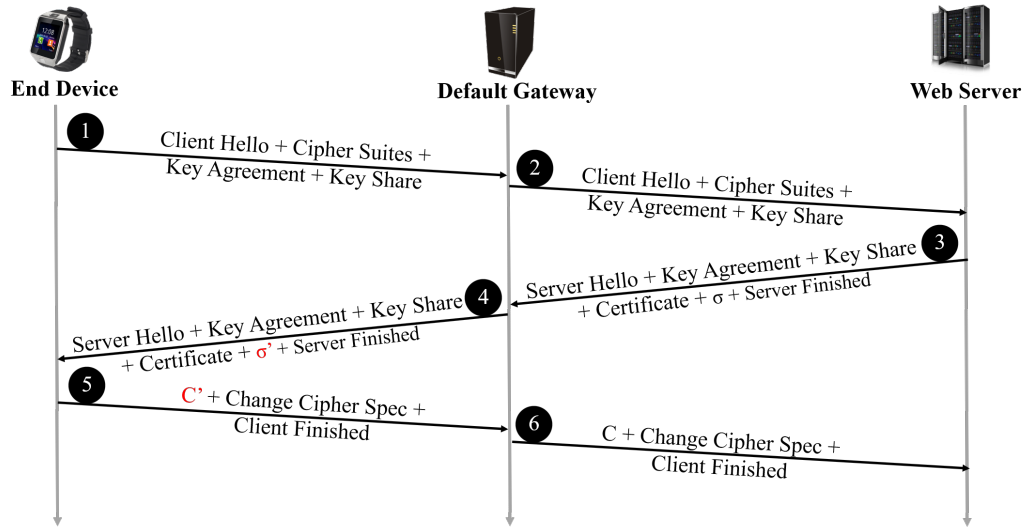 12:08
End Device
Default Gateway
Web Server
1
Client Hello + Cipher Suites +
Key Agreement + Key Share
2
Client Hello + Cipher Suites +
Key Agreement + Key Share
3
Server Hello + Key Agreement + Key Share
+ Certificate + σ + Server Finished
4
Server Hello + Key Agreement + Key Share
+ Certificate + σ’ + Server Finished
5
C’ + Change Cipher Spec +
Client Finished
6
C + Change Cipher Spec +
Client Finished